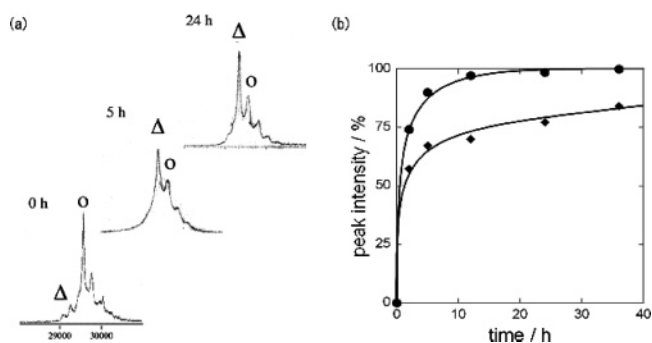 (a)
24 h
Δ
O
5 h
Δ
O
0 h
O
Δ
29000 30000
(b)
100
75
50
25
0
peak intensity / %
0 10 20 30 40
time / h